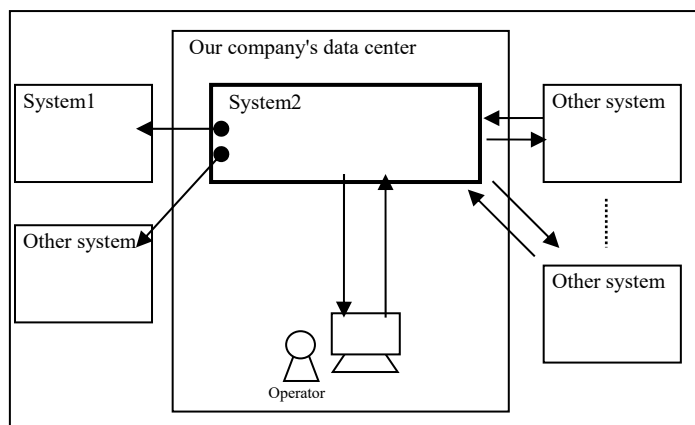 Our company's data center
System1
System2
Other system
Other system
Other system
Operator